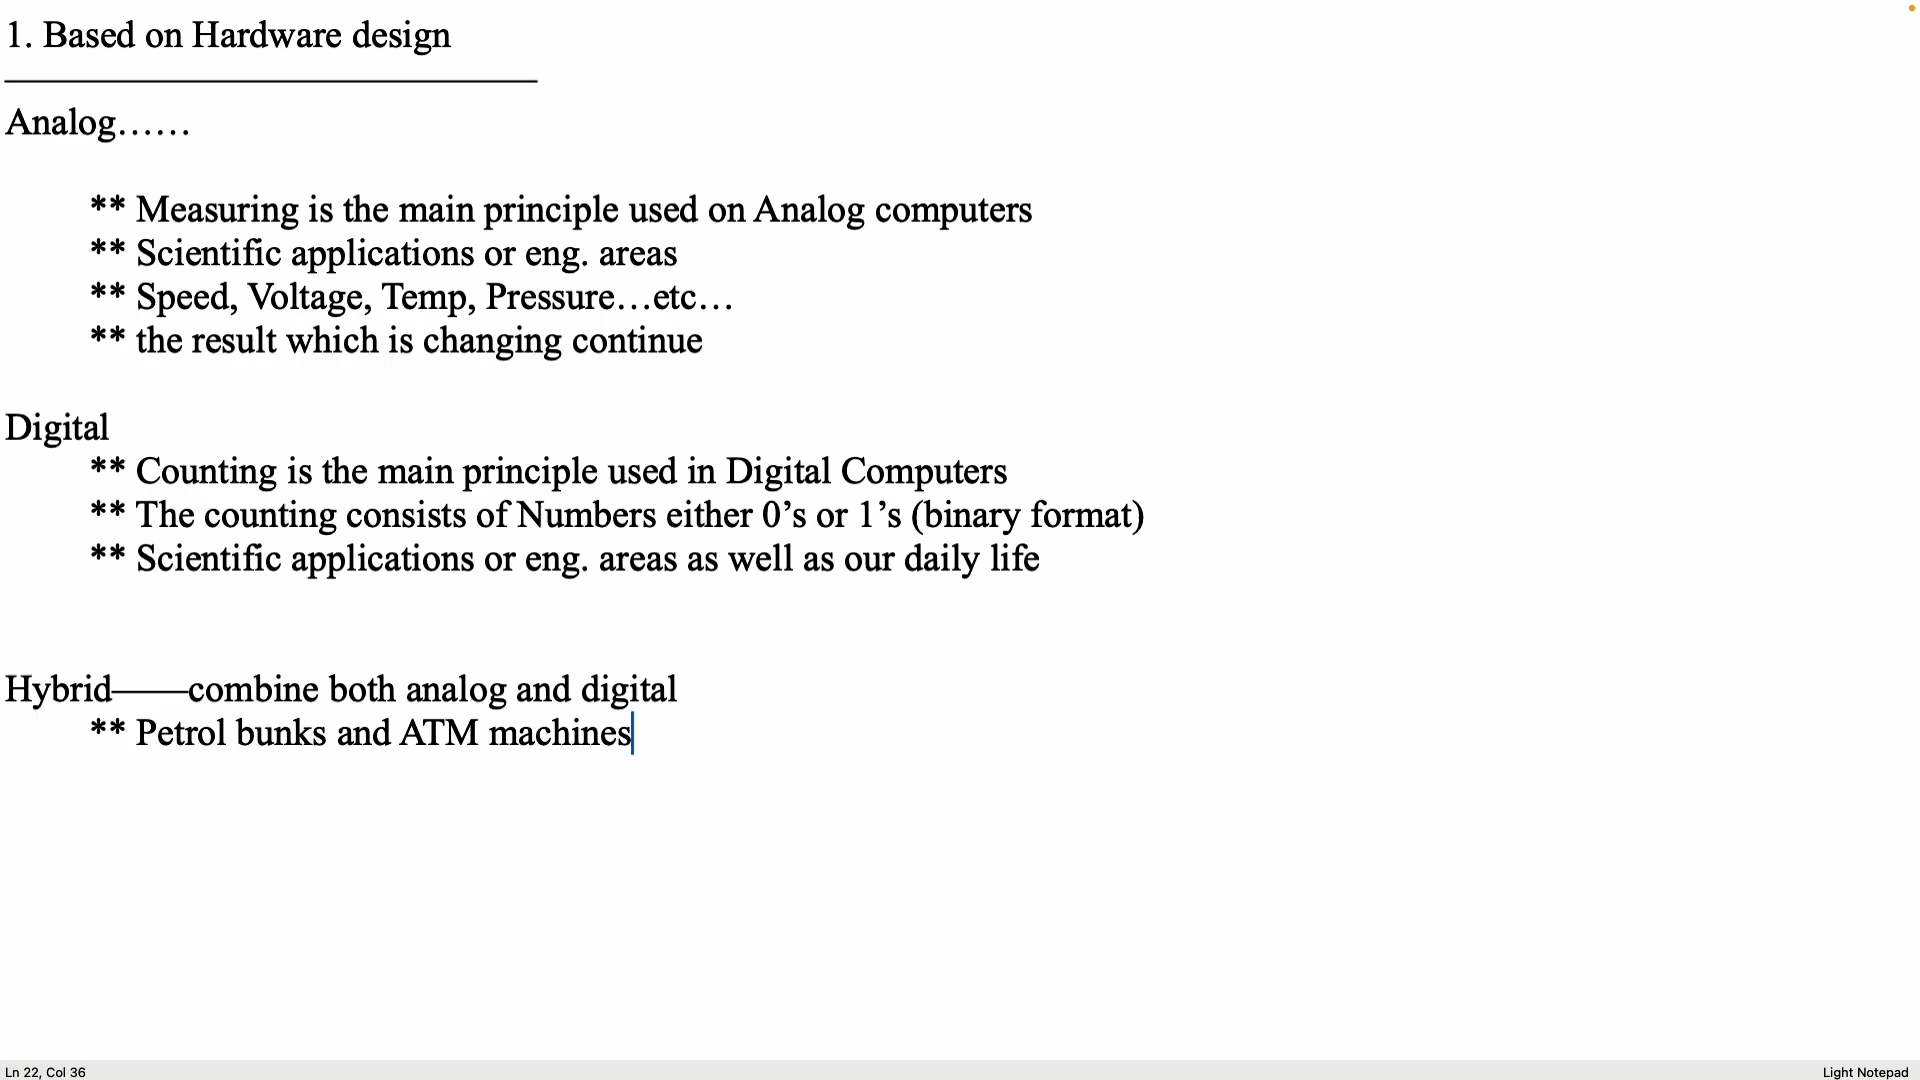 1. Based on Hardware design
Analog……
** Measuring is the main principle used on Analog computers
** Scientific applications or eng. areas
** Speed, Voltage, Temp, Pressure…etc…
** the result which is changing continue
Digital
** Counting is the main principle used in Digital Computers
** The counting consists of Numbers either 0’s or 1’s (binary format)
** Scientific applications or eng. areas as well as our daily life
Hybrid——combine both analog and digital
** Petrol bunks and ATM machines
Ln 22, Col 36
Light Notepad